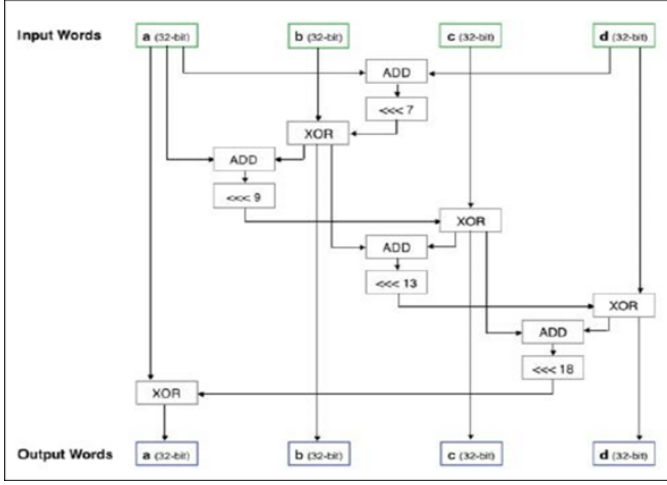 Input Words a (32-bit) b (32-bit) c (32-bit) d (32-bit)
ADD
<<< 7
XOR
ADD
<<< 9
XOR
ADD
<<< 13
XOR
ADD
<<< 18
XOR
Output Words a (32-bit) b (32-bit) c (32-bit) d (32-bit)